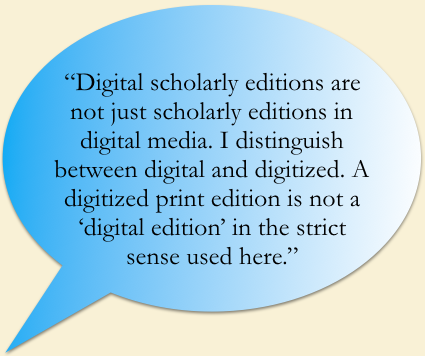 “Digital scholarly editions are
not just scholarly editions in
digital media. I distinguish
between digital and digitized. A
digitized print edition is not a
‘digital edition’ in the strict
sense used here.”